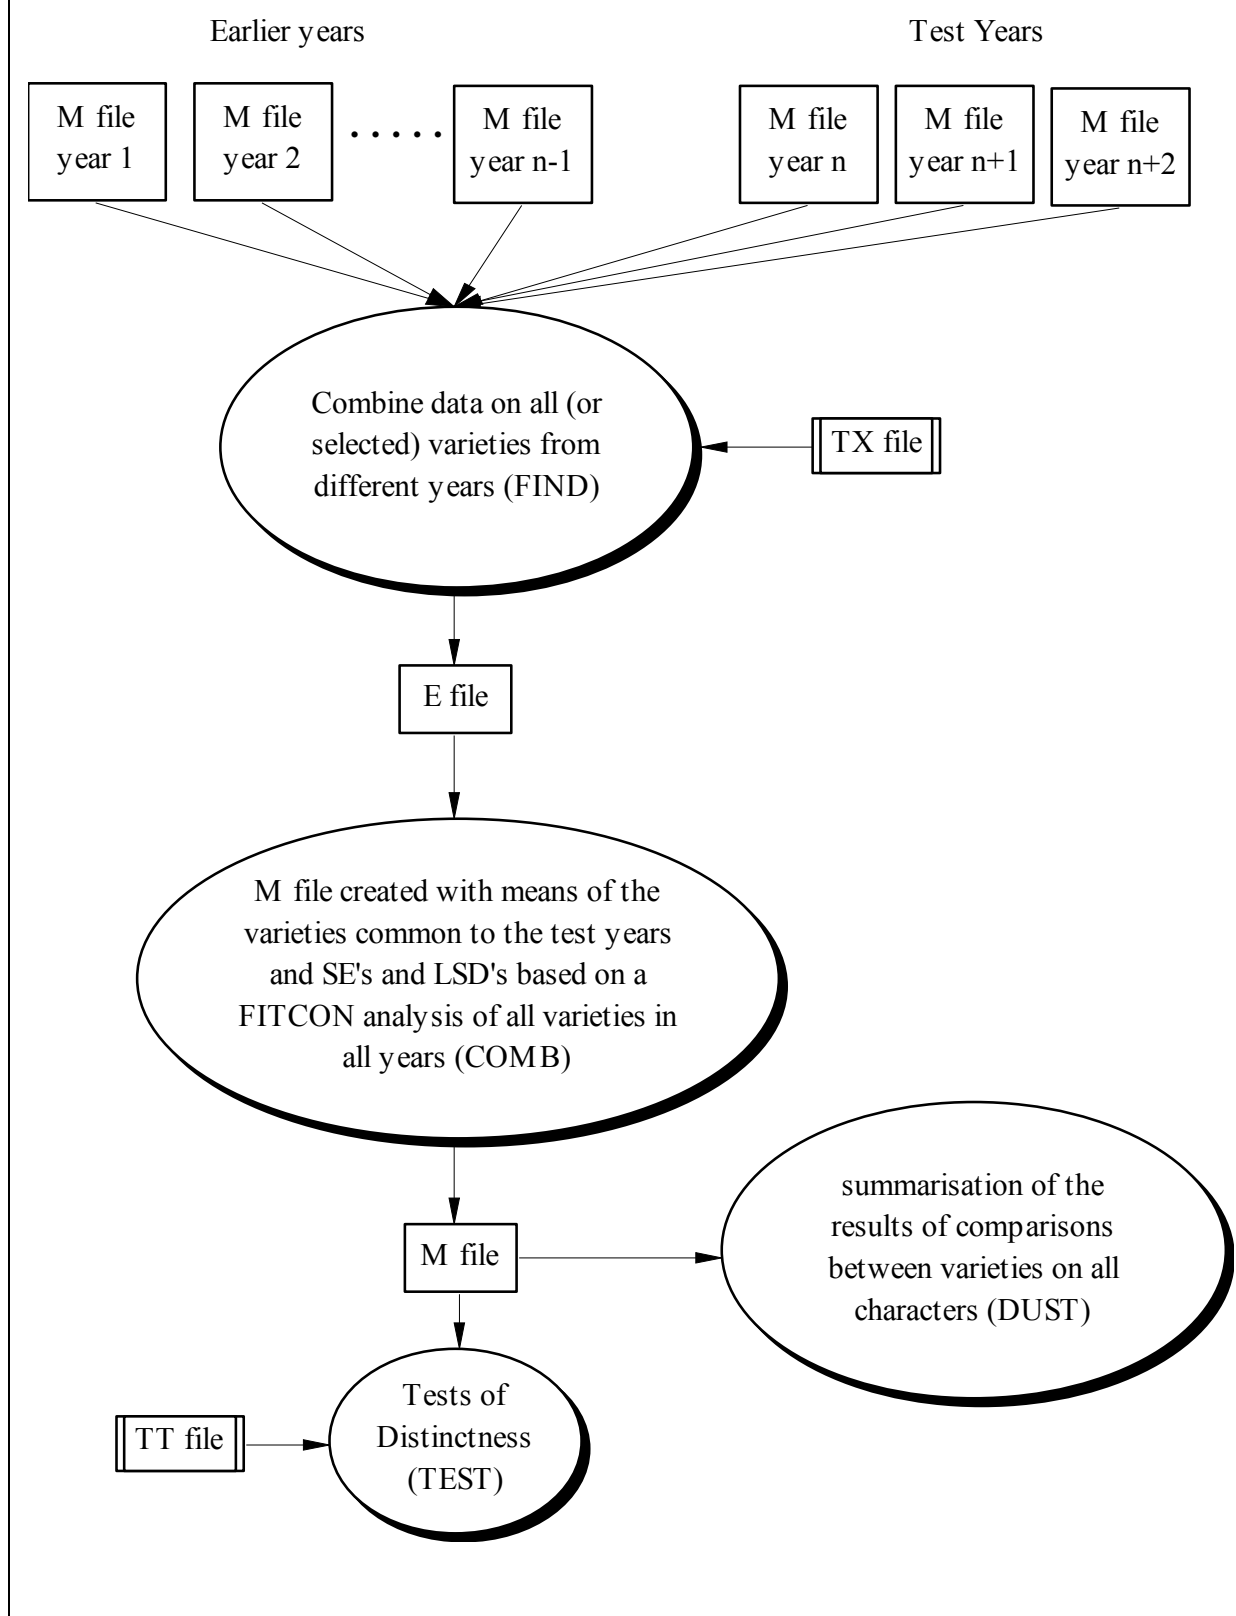 Earlier years
Test Years
M file
year 1
M file
year 2
. . . . .
M file
year n-1
M file
year n
M file
year n+1
M file
year n+2
Combine data on all (or
selected) varieties from
different years (FIND)
TX file
E file
M file created with means of the
varieties common to the test years
and SE's and LSD's based on a
FITCON analysis of all varieties in
all years (COMB)
M file
summarisation of the
results of comparisons
between varieties on all
characters (DUST)
Tests of
Distinctness
(TEST)
TT file